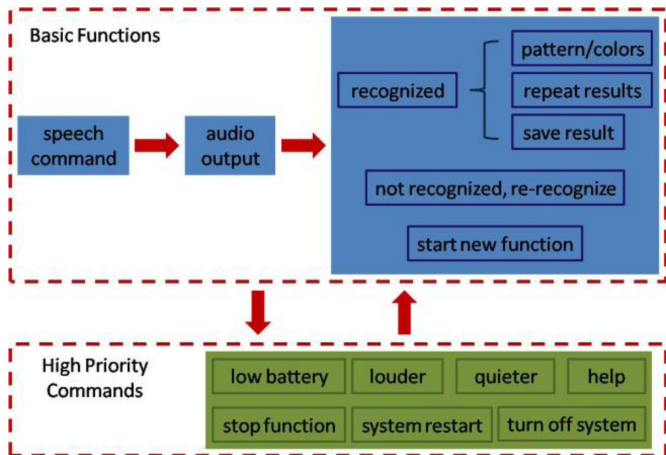 Basic Functions
speech
command
audio
output
recognized
pattern/colors
repeat results
save result
not recognized, re-recognize
start new function
High Priority
Commands
low battery
louder
quieter
help
stop function
system restart
turn off system